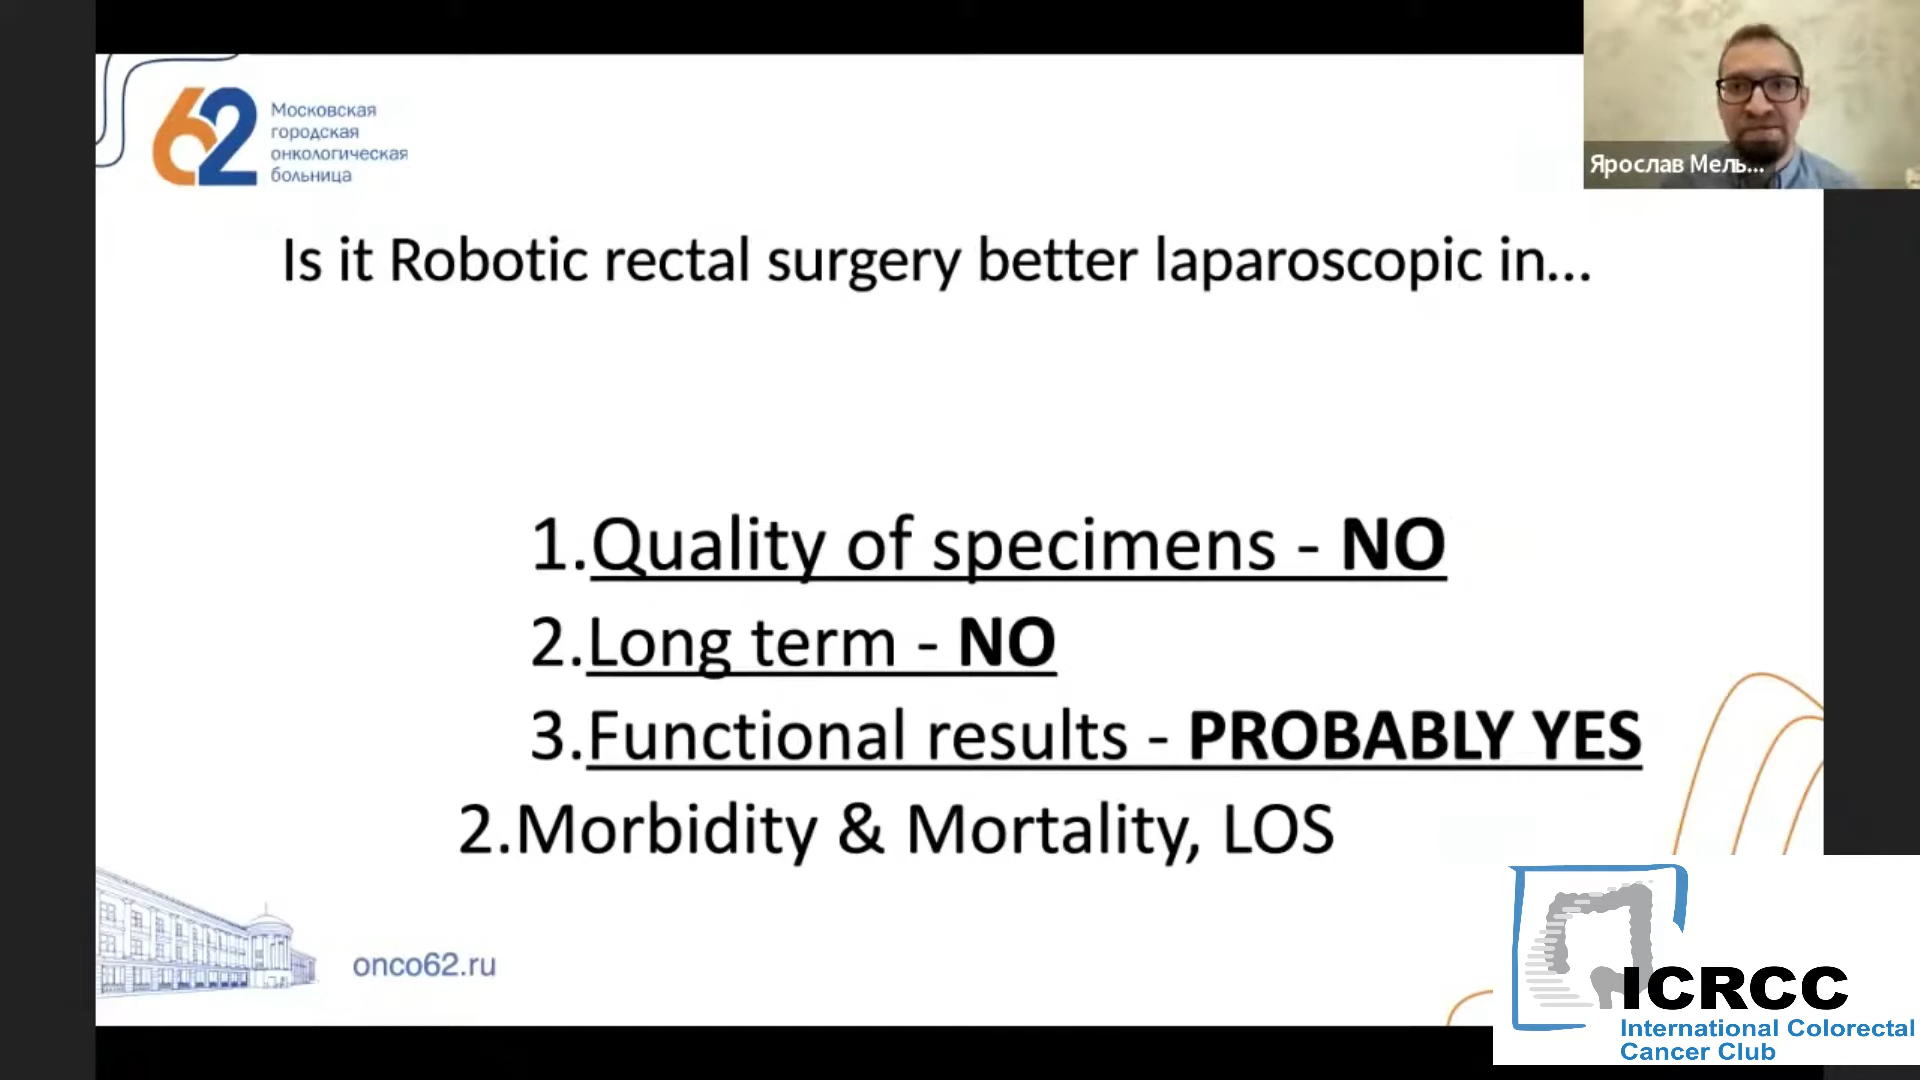 62
Московская
городская
онкологическая
больница
Ярослав Мель...
Is it Robotic rectal surgery better laparoscopic in...
1.Quality of specimens - NO
2.Long term - NO
3.Functional results - PROBABLY YES
2.Morbidity & Mortality, LOS
onco62.ru
ICRCC
International Colorectal
Cancer Club